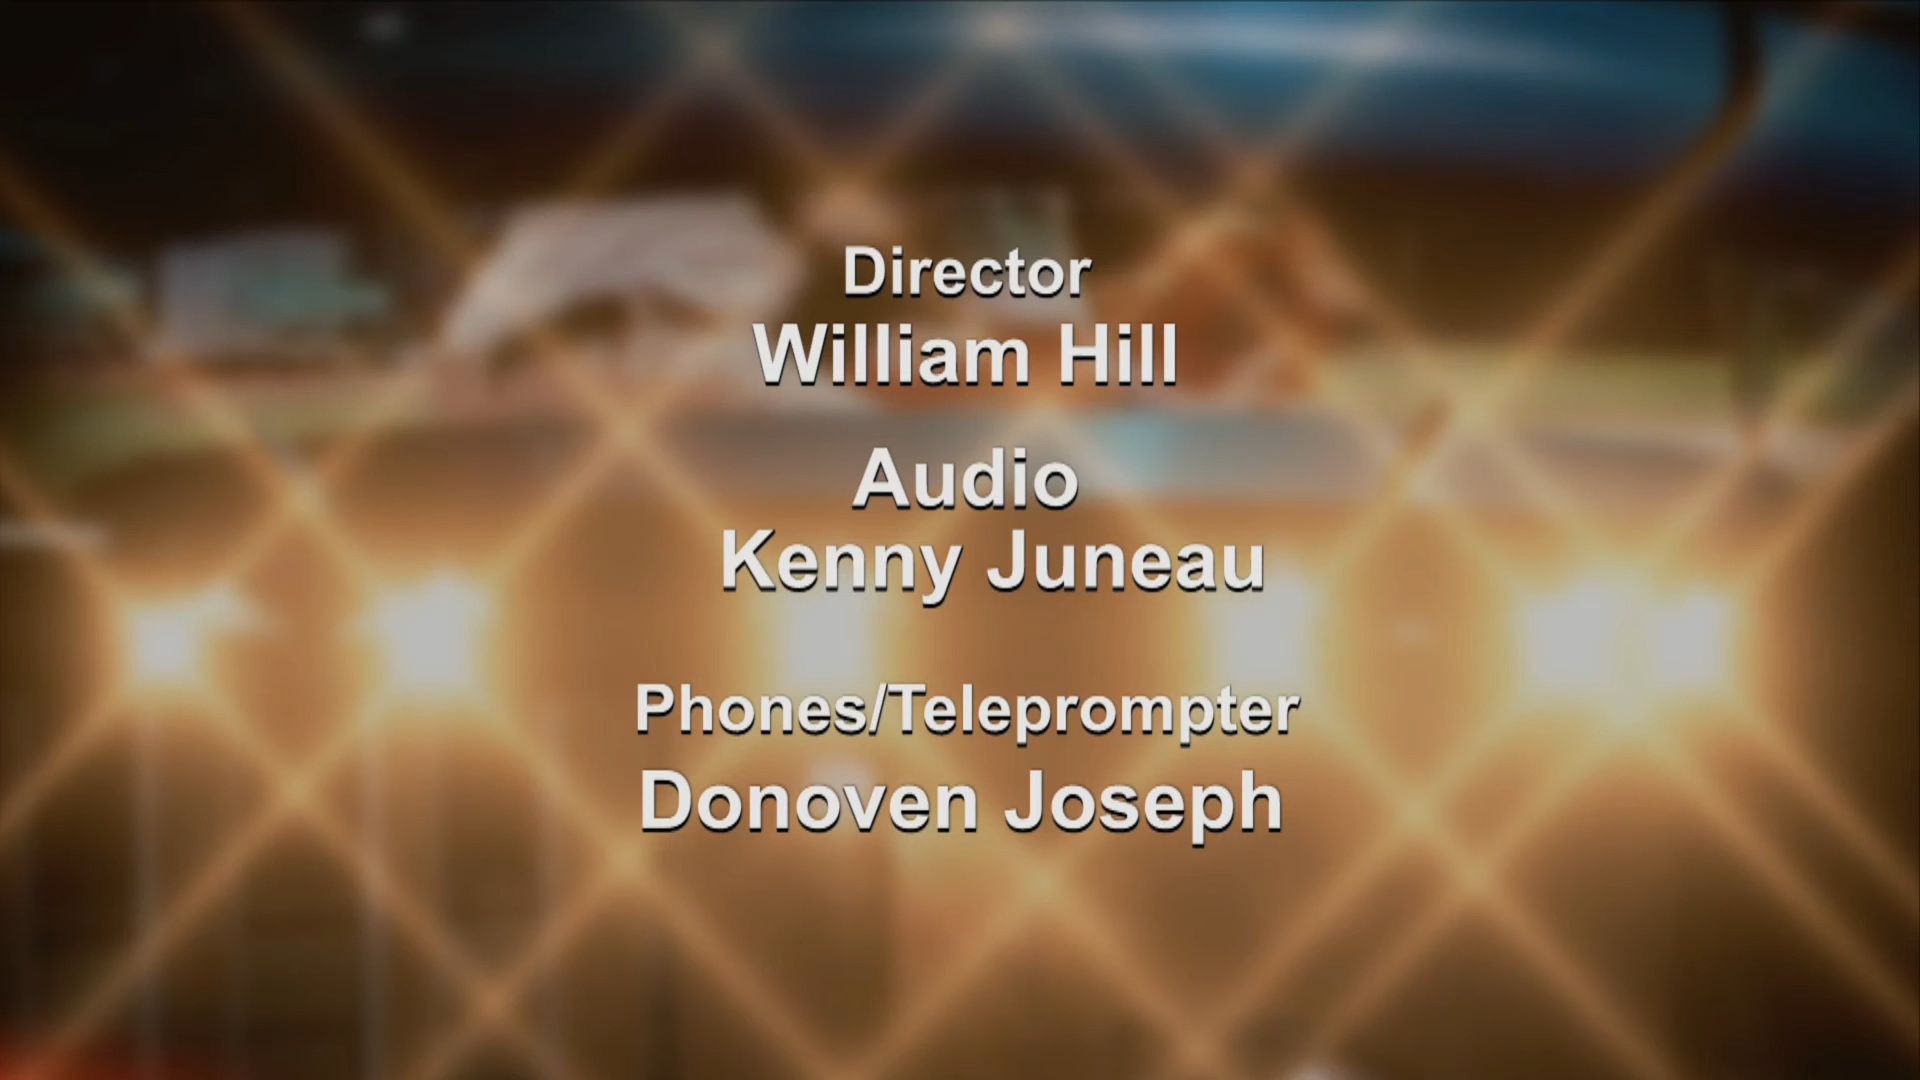 Director
William Hill
Audio
Kenny Juneau
Phones/Teleprompter
Donoven Joseph